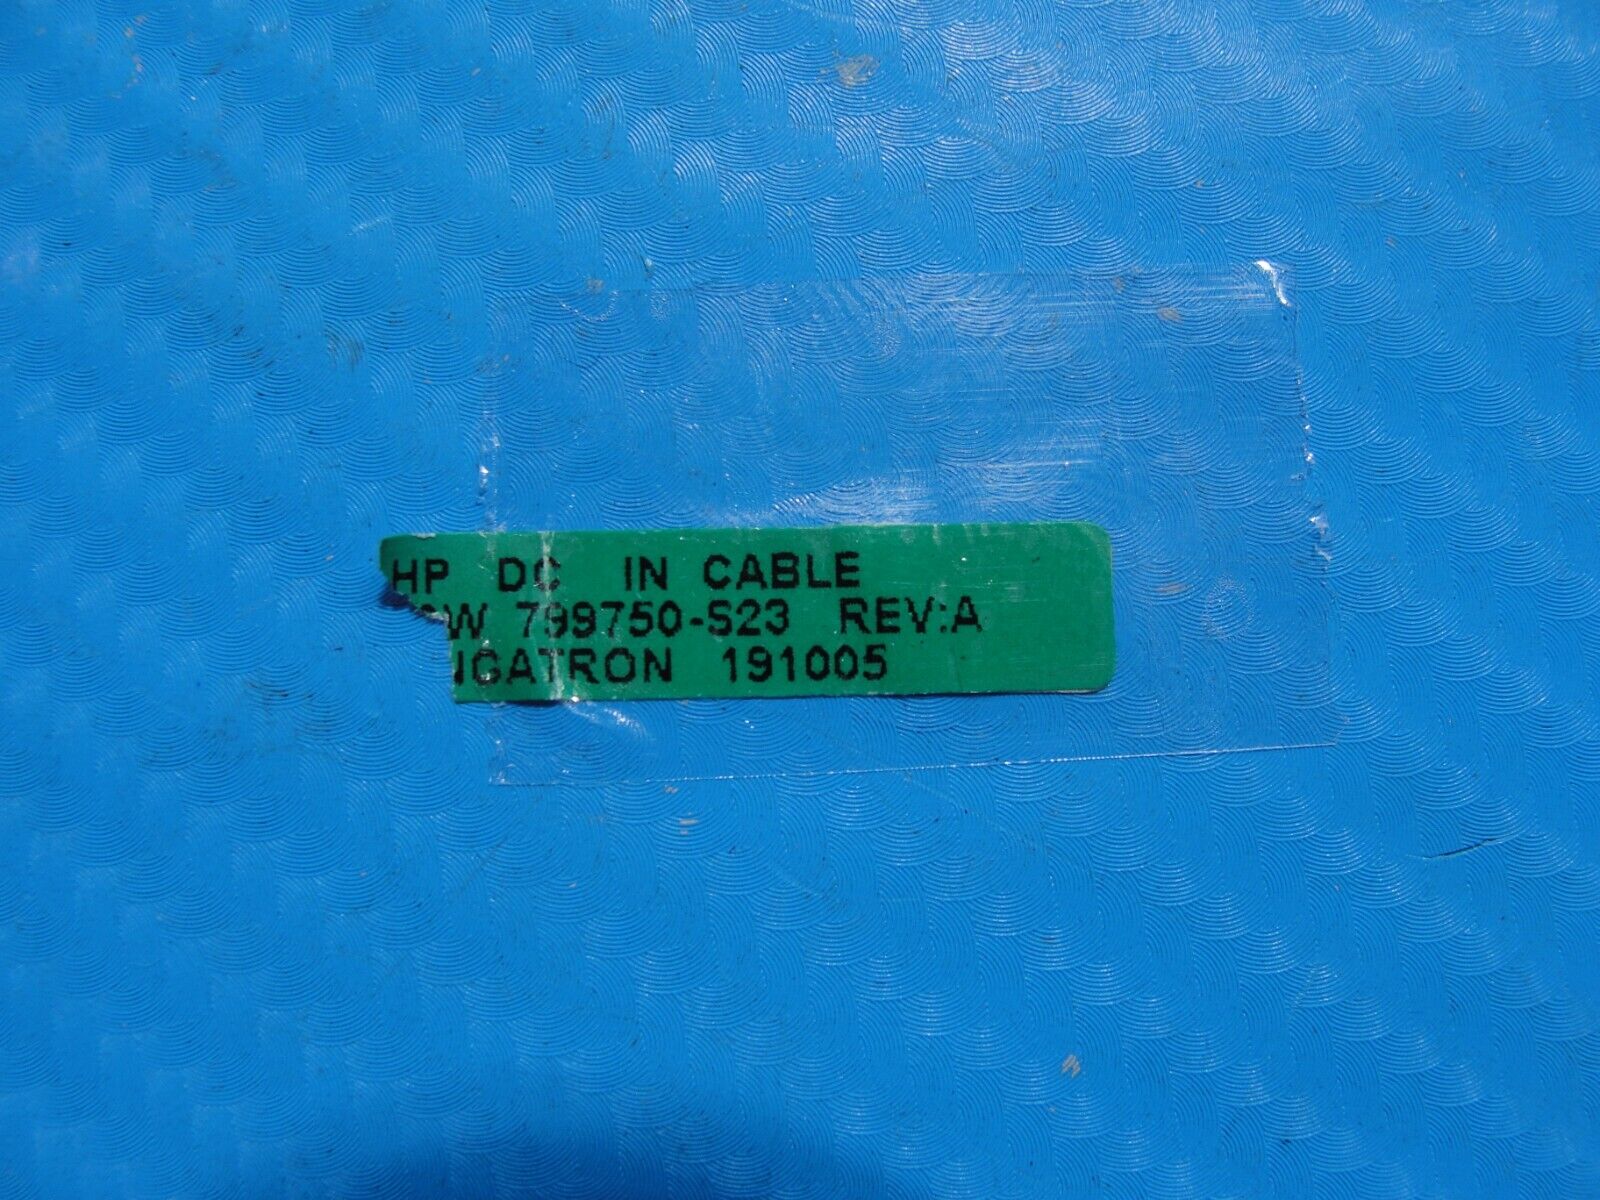 HP DC IN CABLE
799750-S23 REV:A
191005